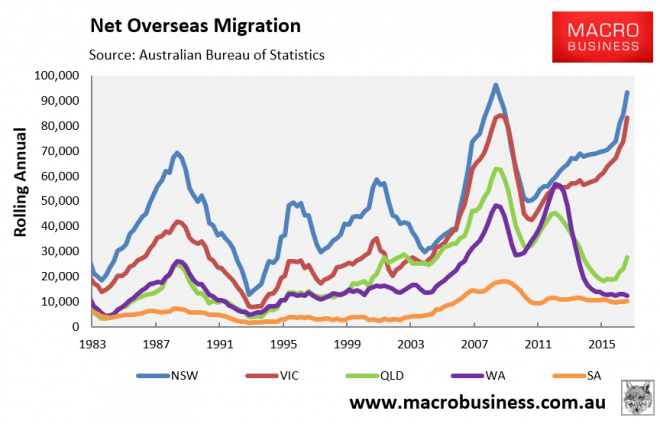 Net Overseas Migration
Source: Australian Bureau of Statistics
MACRO
BUSINESS
Rolling Annual
100,000
90,000
80,000
70,000
60,000
50,000
40,000
30,000
20,000
10,000
0
1983
1987
1991
1995
1999
2003
2007
2011
2015
NSW
VIC
QLD
WA
SA
www.macrobusiness.com.au